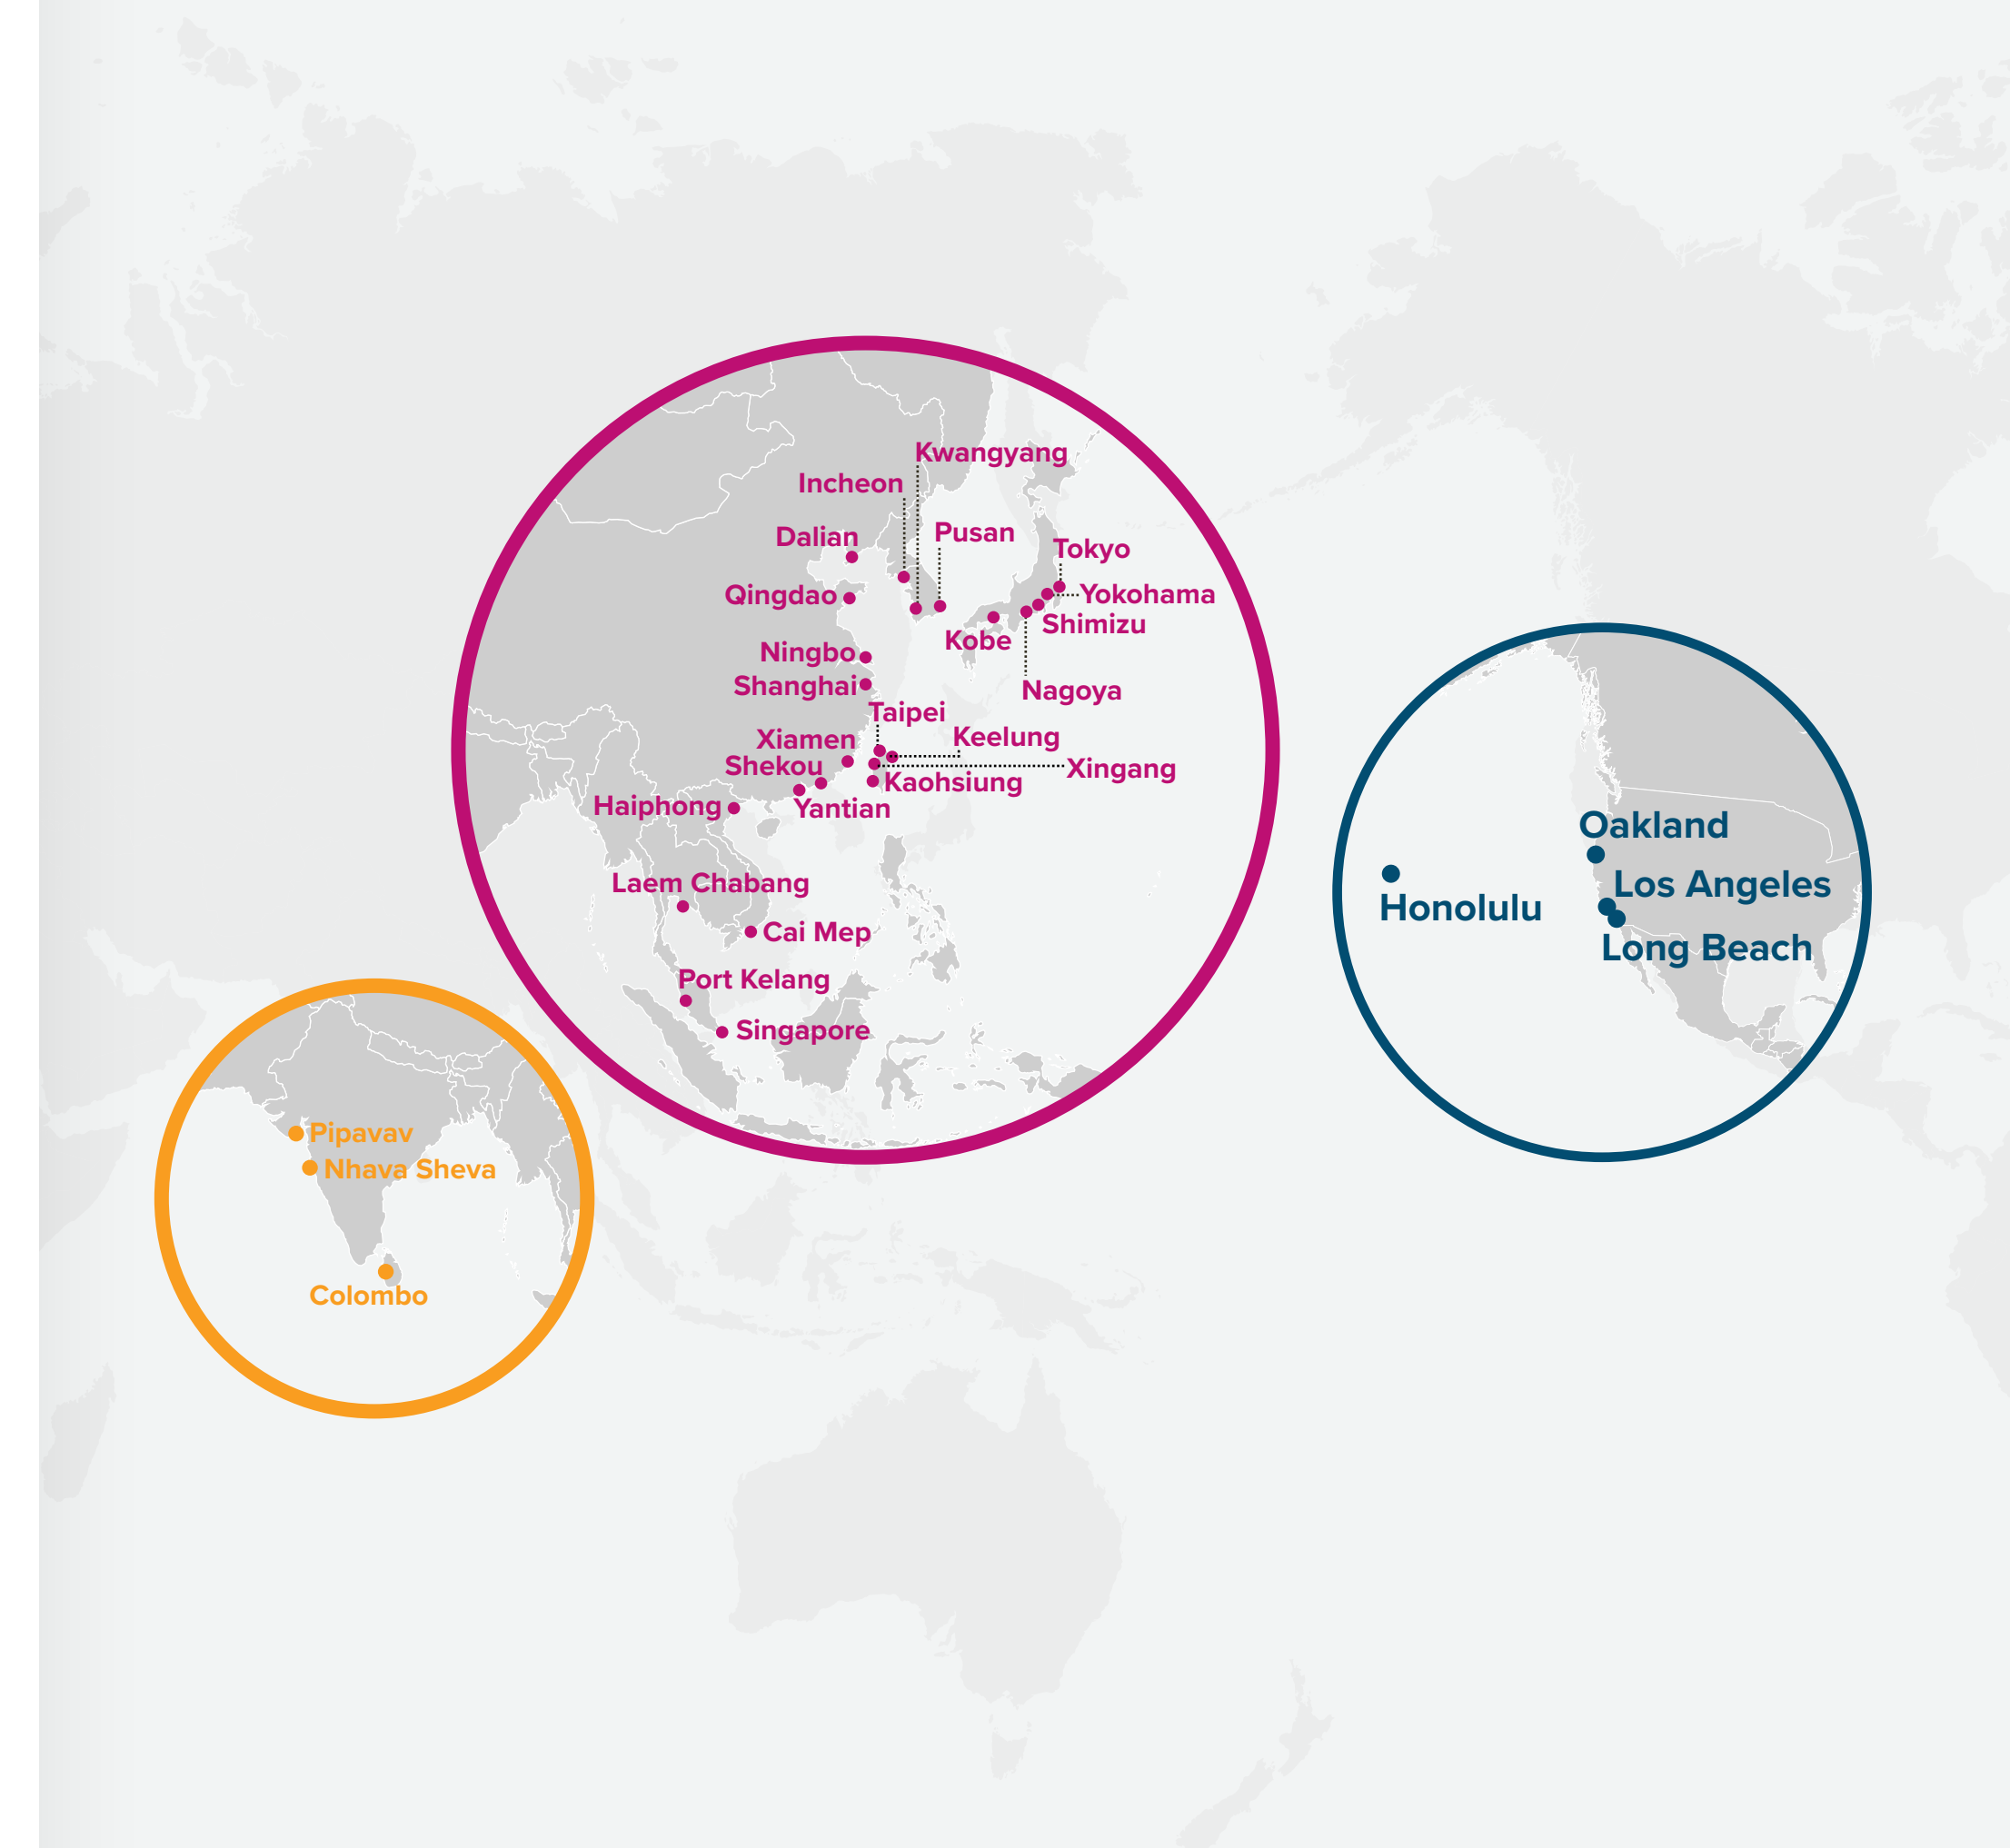 Kwangyang
Incheon
Pusan
Dalian
Tokyo
Qingdao
Yokohama
Shimizu
Kobe
Ningbo
Shanghai
Nagoya
Taipei
Xiamen
Keelung
Shekou
Xingang
Kaohsiung
Haiphong
Yantian
Laem Chabang
Cai Mep
Port Kelang
Singapore
Oakland
Los Angeles
Honolulu
Long Beach
Pipavav
Nhava Sheva
Colombo